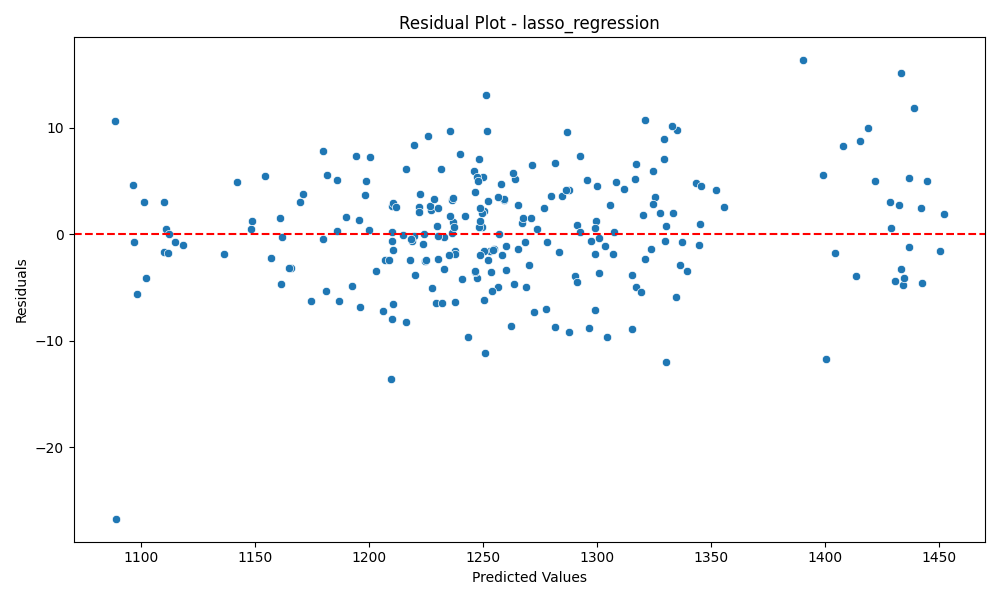 Residual Plot - lasso_regression
10
0
−10
−20
Residuals
1100 1150 1200 1250 1300 1350 1400 1450
Predicted Values